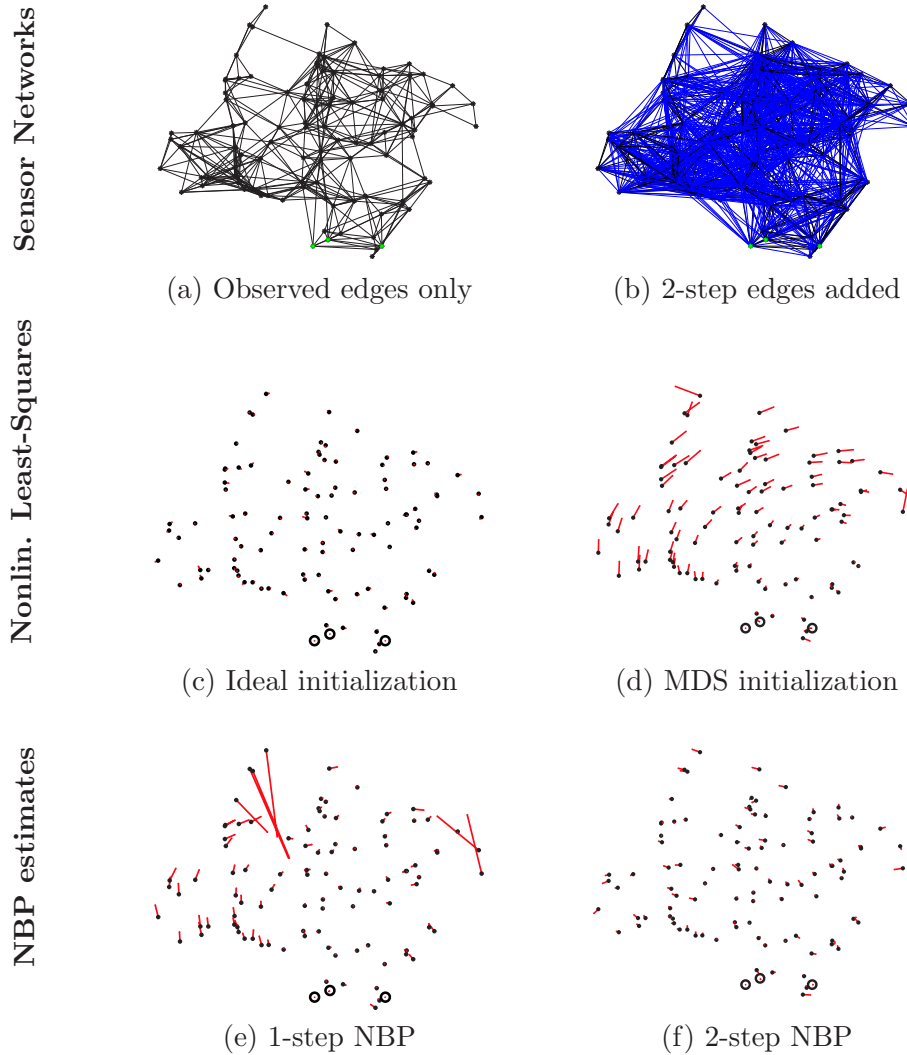 Sensor Networks
(a) Observed edges only
(b) 2-step edges added
Nonlin. Least-Squares
(c) Ideal initialization
(d) MDS initialization
NBP estimates
(e) 1-step NBP
(f) 2-step NBP